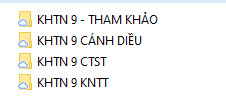 KHTN 9 - THAM KHẢO
KHTN 9 CÁNH DIỀU
KHTN 9 CTST
KHTN 9 KNTT